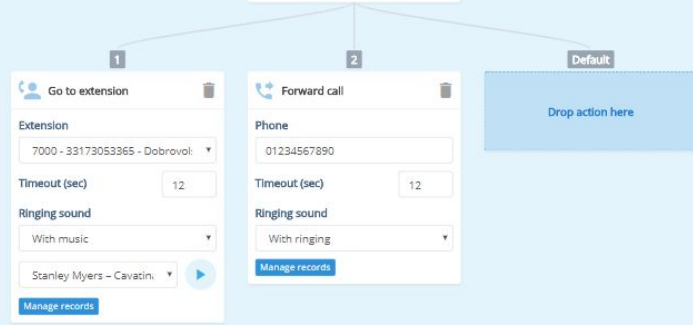 1
Go to extension
Extension
7000 - 33173053365 - Dobrovol:
Timeout (sec)
12
Ringing sound
With music
Stanley Myers – Cavatin
Manage records
2
Forward call
Phone
01234567890
Timeout (sec)
12
Ringing sound
With ringing
Manage records
Default
Drop action here